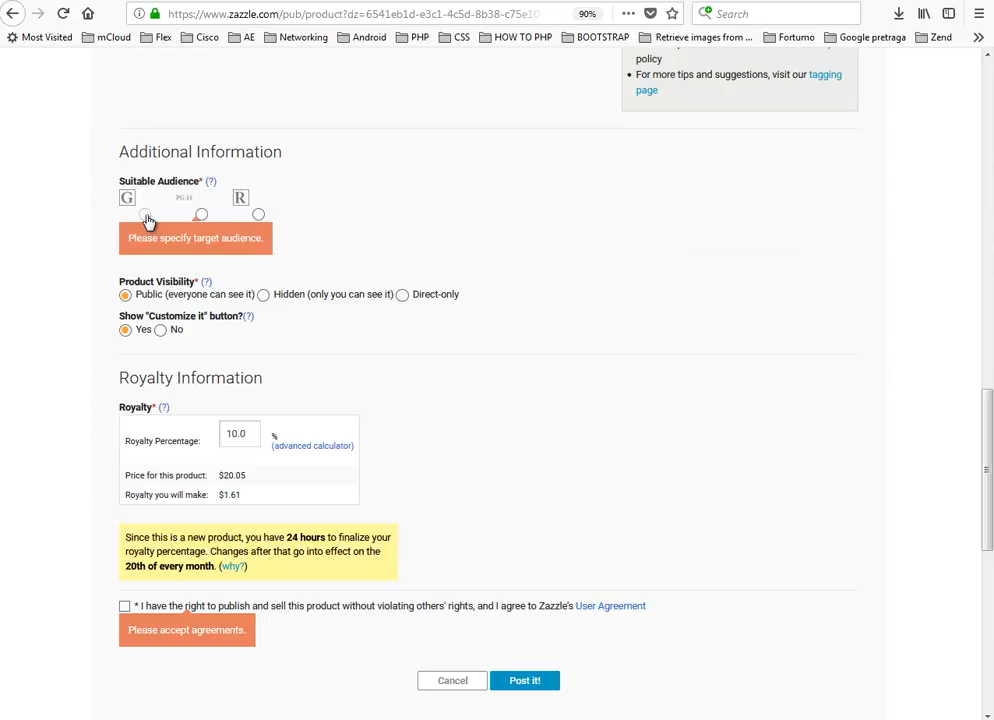 https://www.zazzle.com/pub/product?dz=6541eb1d-e3c1-4c5d-8b38-c75e10
90%
Search
Most Visited
mCloud
Flex
Cisco
AE
Networking
Android
PHP
CSS
HOW TO PHP
BOOTSTRAP
Retrieve images from ...
Fortumo
Google pretraga
Zend
policy
• For more tips and suggestions, visit our tagging
page
Additional Information
Suitable Audience* (?)
G PG-13 R
Please specify target audience.
Product Visibility* (?)
Public (everyone can see it) Hidden (only you can see it) Direct-only
Show "Customize it" button?(?)
Yes No
Royalty Information
Royalty* (?)
Royalty Percentage: 10.0 %
(advanced calculator)
Price for this product: $20.05
Royalty you will make: $1.61
Since this is a new product, you have 24 hours to finalize your
royalty percentage. Changes after that go into effect on the
20th of every month. (why?)
* I have the right to publish and sell this product without violating others' rights, and I agree to Zazzle's User Agreement
Please accept agreements.
Cancel Post it!